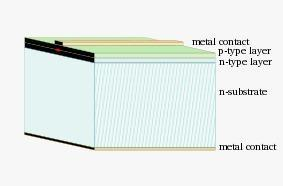 metal contact
p-type layer
n-type layer
n-substrate
metal contact